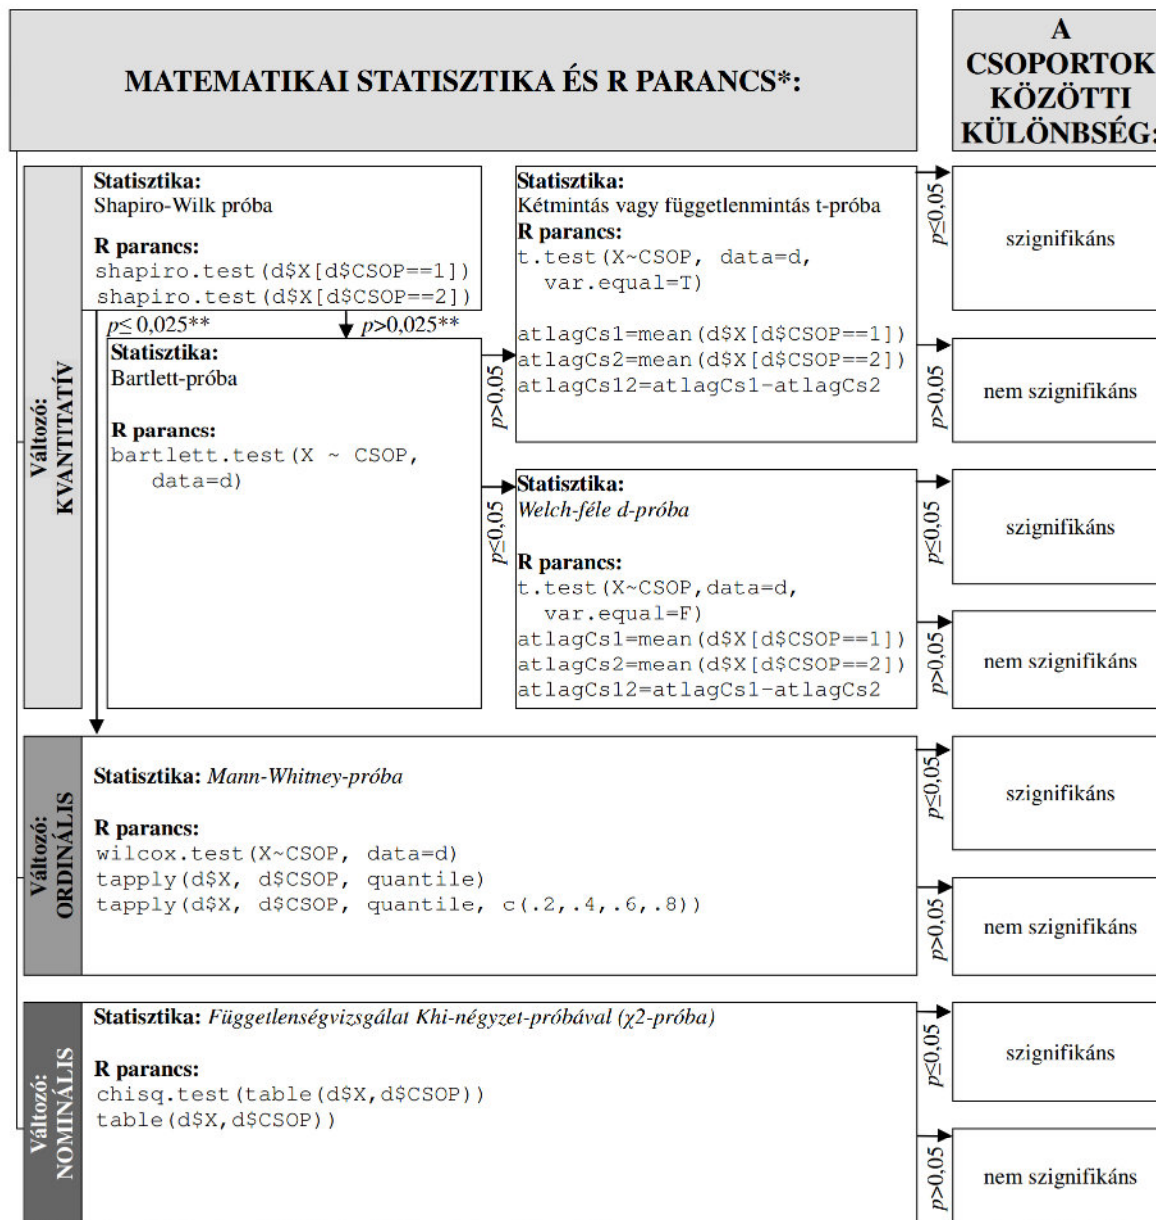 MATEMATIKAI STATISZTIKA ÉS R PARANCS*:
A
CSOPORTOK
KÖZÖTTI
KÜLÖNBSÉG:
Változó:
KVANTITATÍV
Statisztika:
Shapiro-Wilk próba
R parancs:
shapiro.test(d$X[d$CSOP==1])
shapiro.test(d$X[d$CSOP==2])
p≤ 0,025**
p>0,025**
Statisztika:
Bartlett-próba
R parancs:
bartlett.test(X ~ CSOP,
data=d)
p>0,05
p≤0,05
Statisztika:
Kétmintás vagy függetlenmintás t-próba
R parancs:
t.test(X~CSOP, data=d,
var.equal=T)
atlagCs1=mean(d$X[d$CSOP==1])
atlagCs2=mean(d$X[d$CSOP==2])
atlagCs12=atlagCs1-atlagCs2
p≤0,05
szignifikáns
p>0,05
nem szignifikáns
Statisztika:
Welch-féle d-próba
R parancs:
t.test(X~CSOP,data=d,
var.equal=F)
atlagCs1=mean(d$X[d$CSOP==1])
atlagCs2=mean(d$X[d$CSOP==2])
atlagCs12=atlagCs1-atlagCs2
p≤0,05
szignifikáns
p>0,05
nem szignifikáns
Változó:
ORDINÁLIS
Statisztika: Mann-Whitney-próba
R parancs:
wilcox.test(X~CSOP, data=d)
tapply(d$X, d$CSOP, quantile)
tapply(d$X, d$CSOP, quantile, c(.2,.4,.6,.8))
p≤0,05
szignifikáns
p>0,05
nem szignifikáns
Változó:
NOMINÁLIS
Statisztika: Függetlenségvizsgálat Khi-négyzet-próbával (χ2-próba)
R parancs:
chisq.test(table(d$X,d$CSOP))
table(d$X,d$CSOP))
p≤0,05
szignifikáns
p>0,05
nem szignifikáns